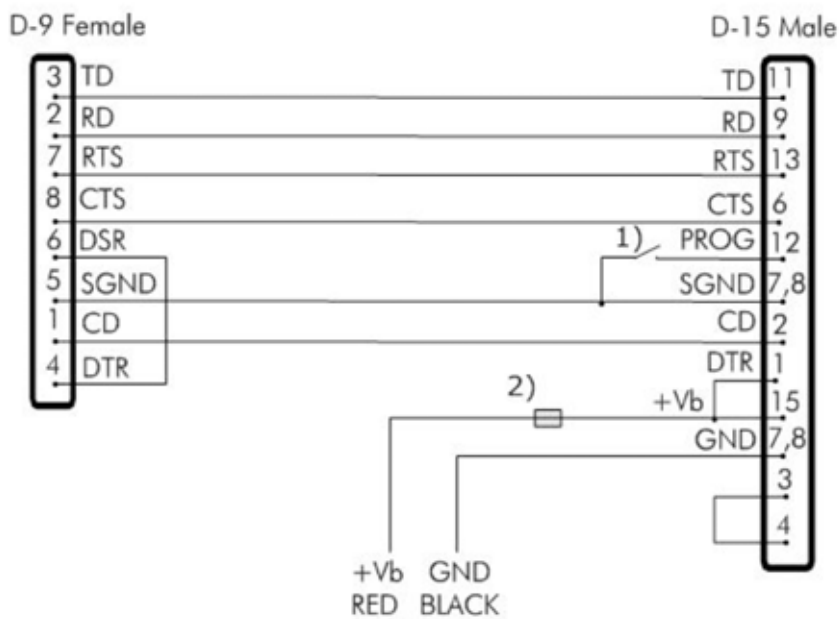 D-9 Female D-15 Male
3 TD TD 11
2 RD RD 9
7 RTS RTS 13
8 CTS CTS 6
6 DSR 1) PROG 12
5 SGND SGND 7,8
1 CD CD 2
4 DTR DTR 1
2) +Vb 15
GND 7,8
3
4
+Vb GND
RED BLACK